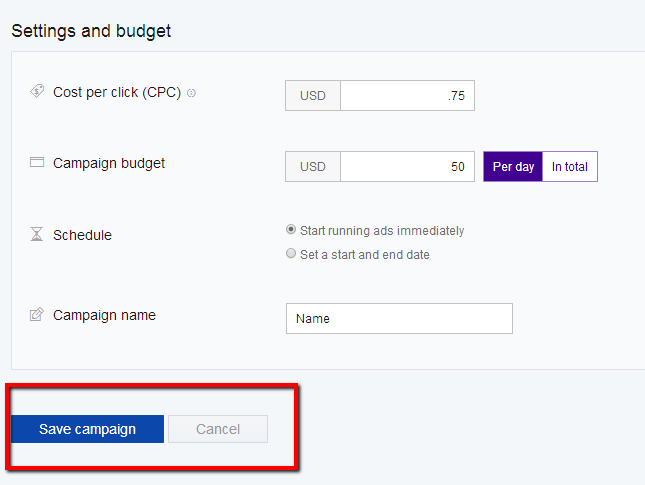 Settings and budget
Cost per click (CPC)
USD .75
Campaign budget
USD 50 Per day In total
Schedule
Start running ads immediately
Set a start and end date
Campaign name
Name
Save campaign Cancel